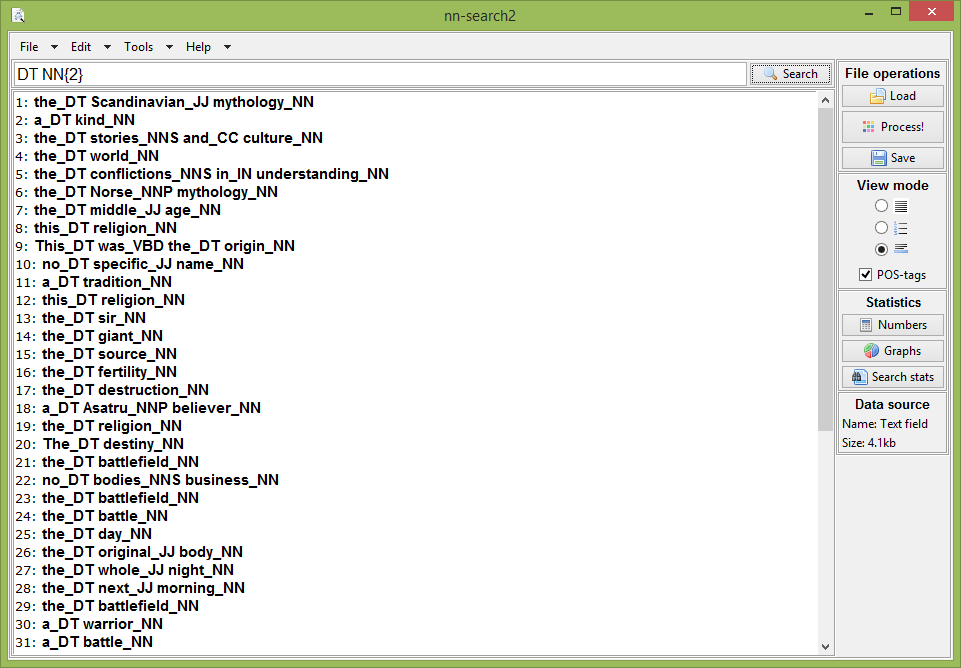 nn-search2
File Edit Tools Help
DT NN{2}
Search
1: the_DT Scandinavian_JJ mythology_NN
2: a_DT kind_NN
3: the_DT stories_NNS and_CC culture_NN
4: the_DT world_NN
5: the_DT conflictions_NNS in_IN understanding_NN
6: the_DT Norse_NNP mythology_NN
7: the_DT middle_JJ age_NN
8: this_DT religion_NN
9: This_DT was_VBD the_DT origin_NN
10: no_DT specific_JJ name_NN
11: a_DT tradition_NN
12: this_DT religion_NN
13: the_DT sir_NN
14: the_DT giant_NN
15: the_DT source_NN
16: the_DT fertility_NN
17: the_DT destruction_NN
18: a_DT Asatru_NNP believer_NN
19: the_DT religion_NN
20: The_DT destiny_NN
21: the_DT battlefield_NN
22: no_DT bodies_NNS business_NN
23: the_DT battlefield_NN
24: the_DT battle_NN
25: the_DT day_NN
26: the_DT original_JJ body_NN
27: the_DT whole_JJ night_NN
28: the_DT next_JJ morning_NN
29: the_DT battlefield_NN
30: a_DT warrior_NN
31: a_DT battle_NN
File operations
Load
Process!
Save
View mode
POS-tags
Statistics
Numbers
Graphs
Search stats
Data source
Name: Text field
Size: 4.1kb